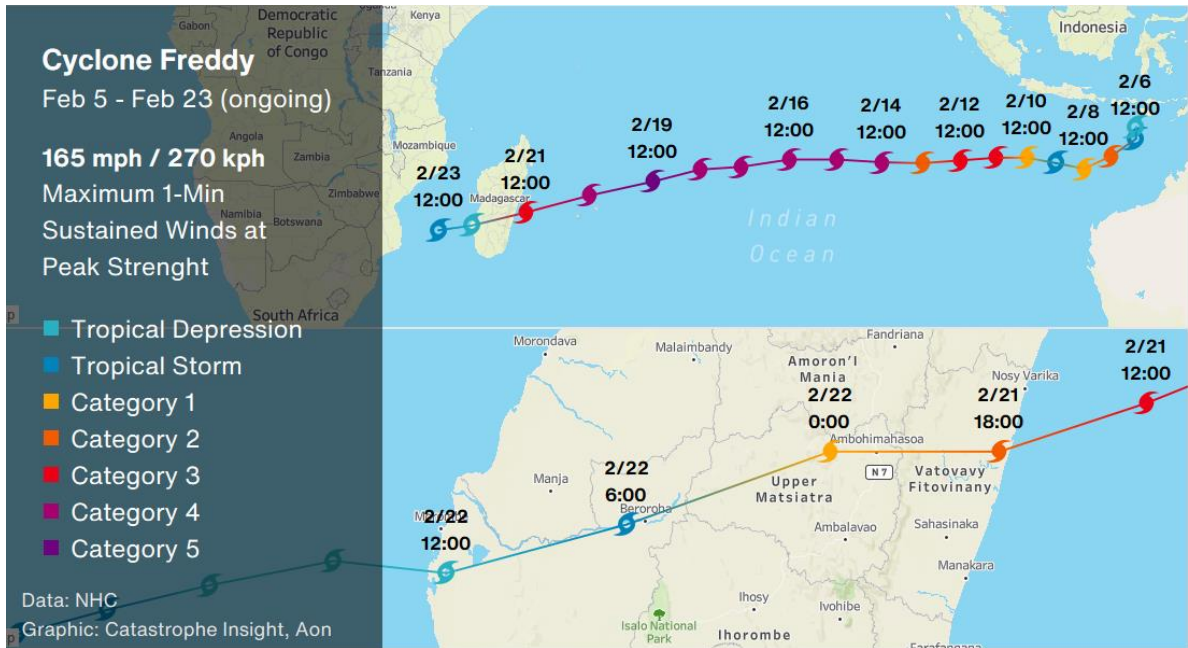 Cyclone Freddy
Feb 5 - Feb 23 (ongoing)
165 mph / 270 kph
Maximum 1-Min
Sustained Winds at
Peak Strenght
Tropical Depression
Tropical Storm
Category 1
Category 2
Category 3
Category 4
Category 5
Data: NHC
Graphic: Catastrophe Insight, Aon
Gabon
Democratic
Republic
of Congo
Kenya
Tanzania
Angola
Zambia
Mozambique
Zimbabwe
Namibia
Botswana
South Africa
Madagascar
Indonesia
Indian
Ocean
2/23
12:00
2/21
12:00
2/19
12:00
2/16
12:00
2/14
12:00
2/12
12:00
2/10
12:00
2/8
12:00
2/6
12:00
Morondava
Malaimbandy
Fandriana
Amoron'I
Mania
Nosy Varika
2/21
12:00
2/22
0:00
2/21
18:00
Ambohimahasoa
N 7
Vatovavy
Fitovinany
Upper
Matsiatra
Manja
2/22
6:00
Beroroha
2/22
12:00
Ambalavao
Sahasinaka
Manakara
Ihosy
Ivohibe
Isalo National
Park
Ihorombe